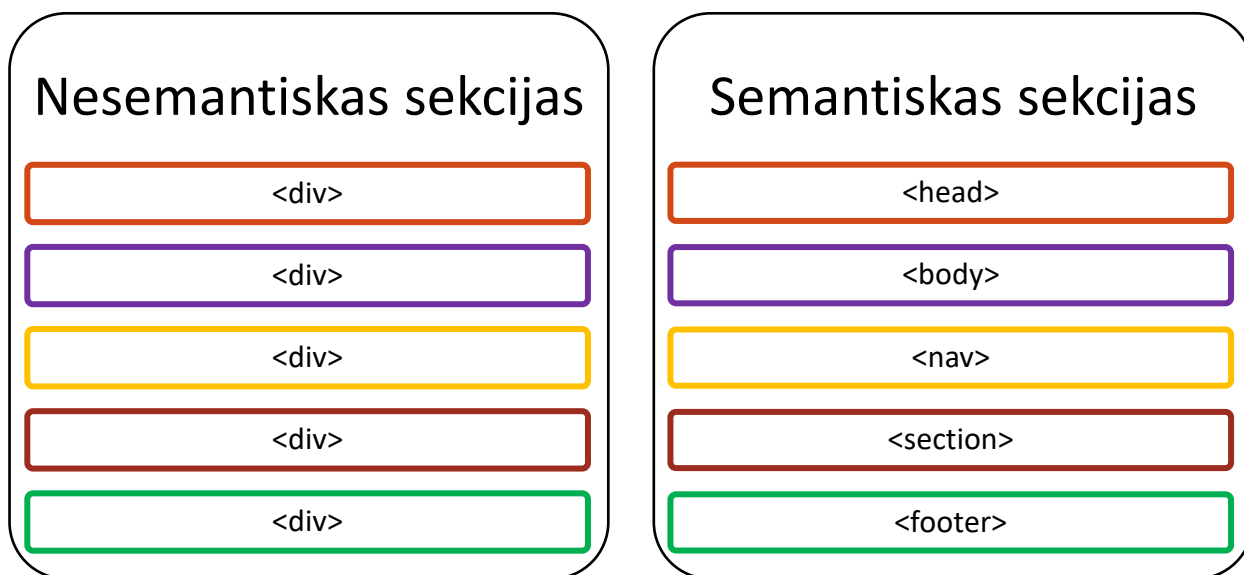 Nesemantiskas sekcijas
<div>
<div>
<div>
<div>
<div>
Semantiskas sekcijas
<head>
<body>
<nav>
<section>
<footer>